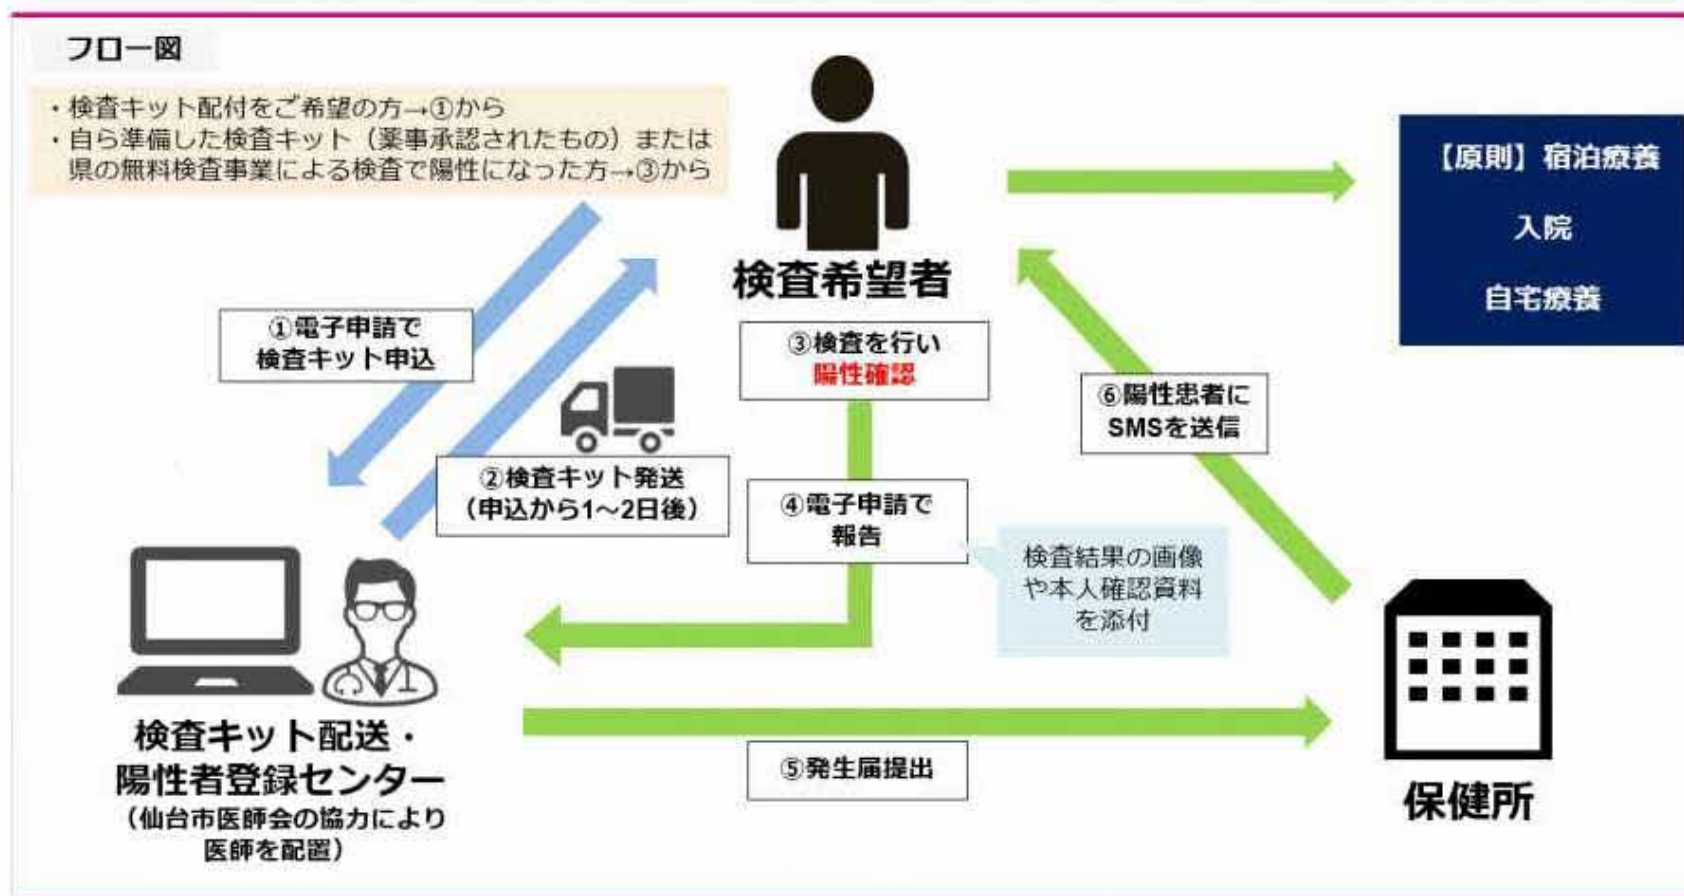 フロー図
・検査キット配付をご希望の方→①から
・自ら準備した検査キット（薬事承認されたもの）または
県の無料検査事業による検査で陽性になった方→③から
検査希望者
【原則】宿泊療養
入院
自宅療養
①電子申請で
検査キット申込
②検査キット発送
（申込から1～2日後）
③検査を行い
陽性確認
④電子申請で
報告
検査結果の画像
や本人確認資料
を添付
⑥陽性患者に
SMSを送信
検査キット配送・
陽性者登録センター
（仙台市医師会の協力により
医師を配置）
⑤発生届提出
保健所